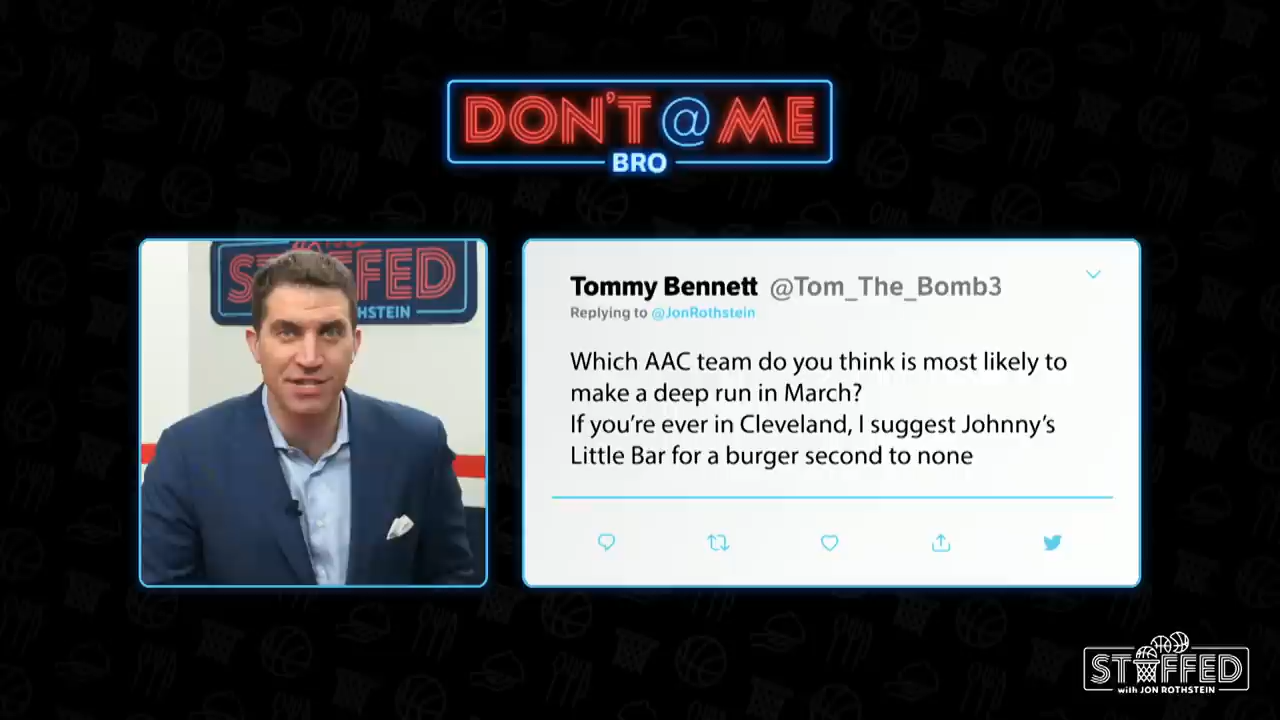 DON'T @ ME
BRO
STUFFED
STEIN
Tommy Bennett @Tom_The_Bomb3
Replying to @JonRothstein
Which AAC team do you think is most likely to
make a deep run in March?
If you're ever in Cleveland, I suggest Johnny's
Little Bar for a burger second to none
STUFFED
with JON ROTHSTEIN